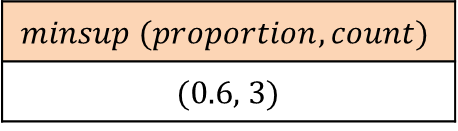 minsup (proportion, count)
(0.6, 3)